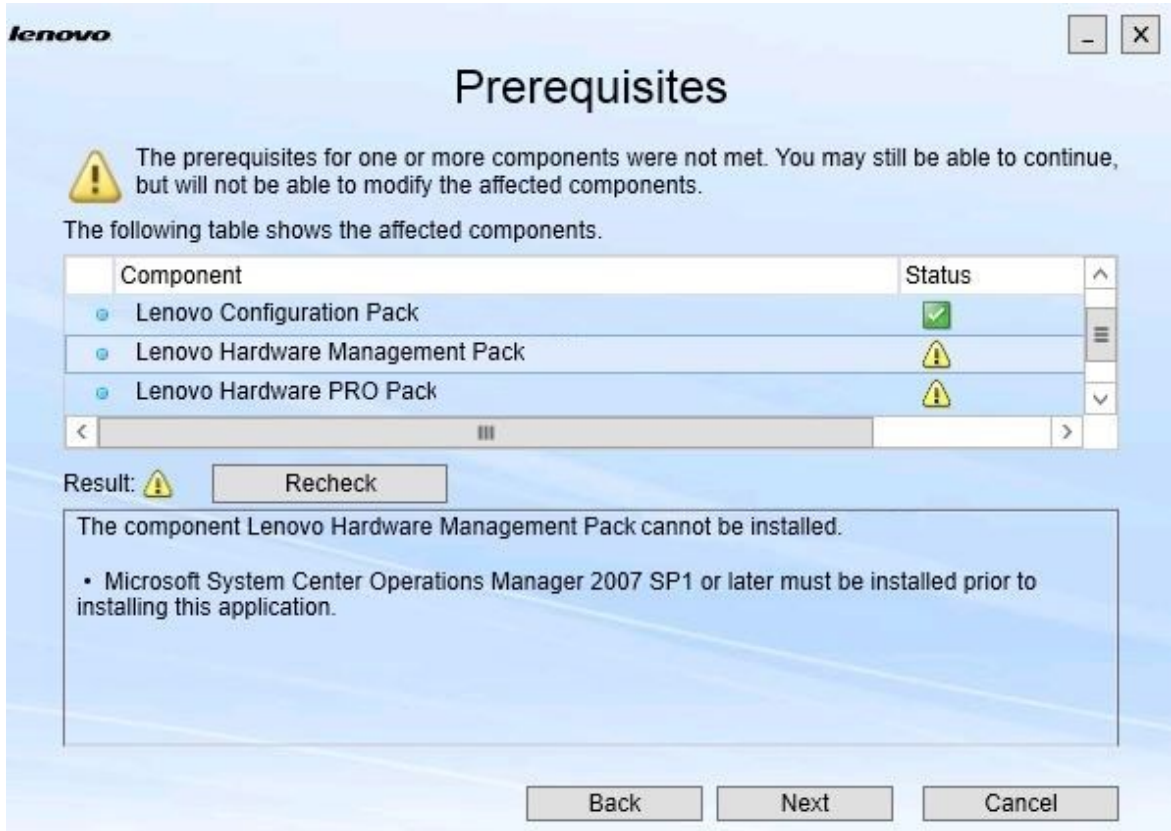 lenovo
Prerequisites
The prerequisites for one or more components were not met. You may still be able to continue,
but will not be able to modify the affected components.
The following table shows the affected components.
Component Status
Lenovo Configuration Pack
Lenovo Hardware Management Pack
Lenovo Hardware PRO Pack
Result: Recheck
The component Lenovo Hardware Management Pack cannot be installed.
• Microsoft System Center Operations Manager 2007 SP1 or later must be installed prior to
installing this application.
Back Next Cancel